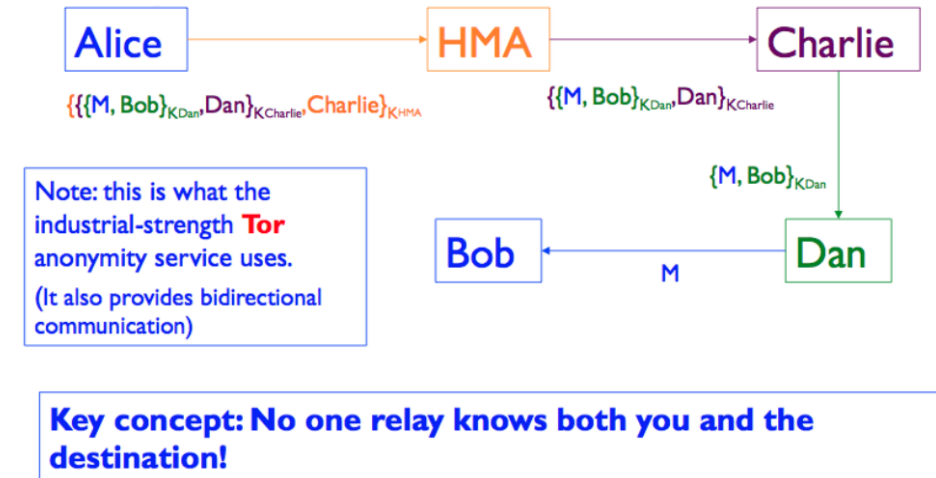 Alice
HMA
Charlie
{{{M, Bob}KDan,Dan}KCharlie,Charlie}KHMA
{{M, Bob}KDan,Dan}KCharlie
{M, Bob}KDan
Note: this is what the
industrial-strength Tor
anonymity service uses.
(It also provides bidirectional
communication)
Bob
M
Dan
Key concept: No one relay knows both you and the
destination!